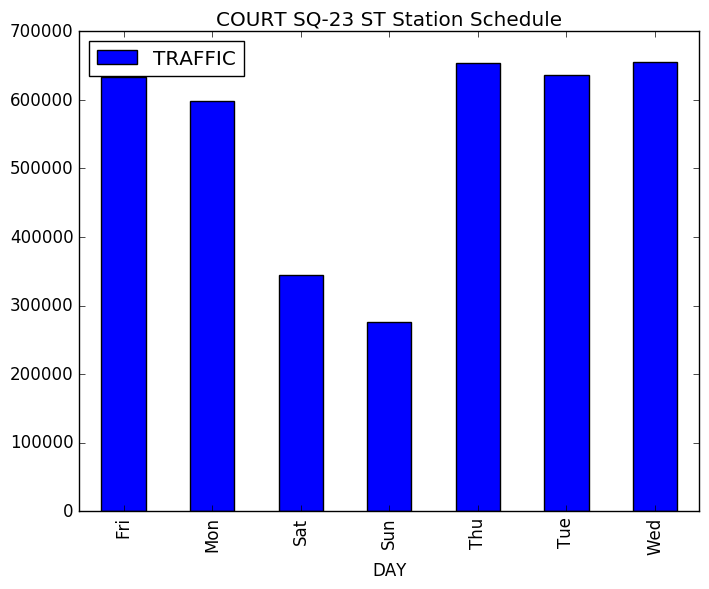 COURT SQ-23 ST Station Schedule
TRAFFIC
700000
600000
500000
400000
300000
200000
100000
0
Fri
Mon
Sat
Sun
Thu
Tue
Wed
DAY